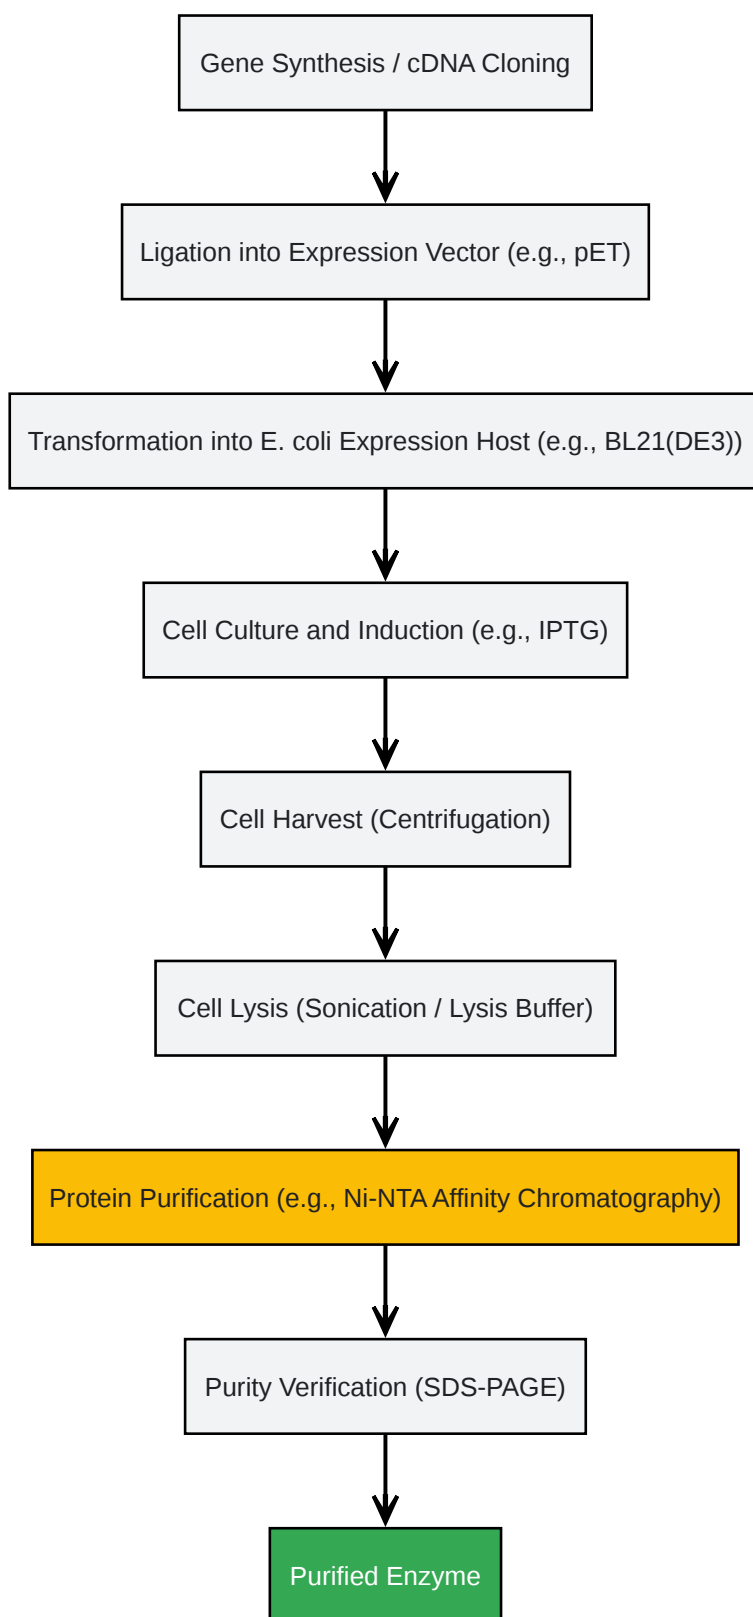 Gene Synthesis / cDNA Cloning
Ligation into Expression Vector (e.g., pET)
Transformation into E. coli Expression Host (e.g., BL21(DE3))
Cell Culture and Induction (e.g., IPTG)
Cell Harvest (Centrifugation)
Cell Lysis (Sonication / Lysis Buffer)
Protein Purification (e.g., Ni-NTA Affinity Chromatography)
Purity Verification (SDS-PAGE)
Purified Enzyme